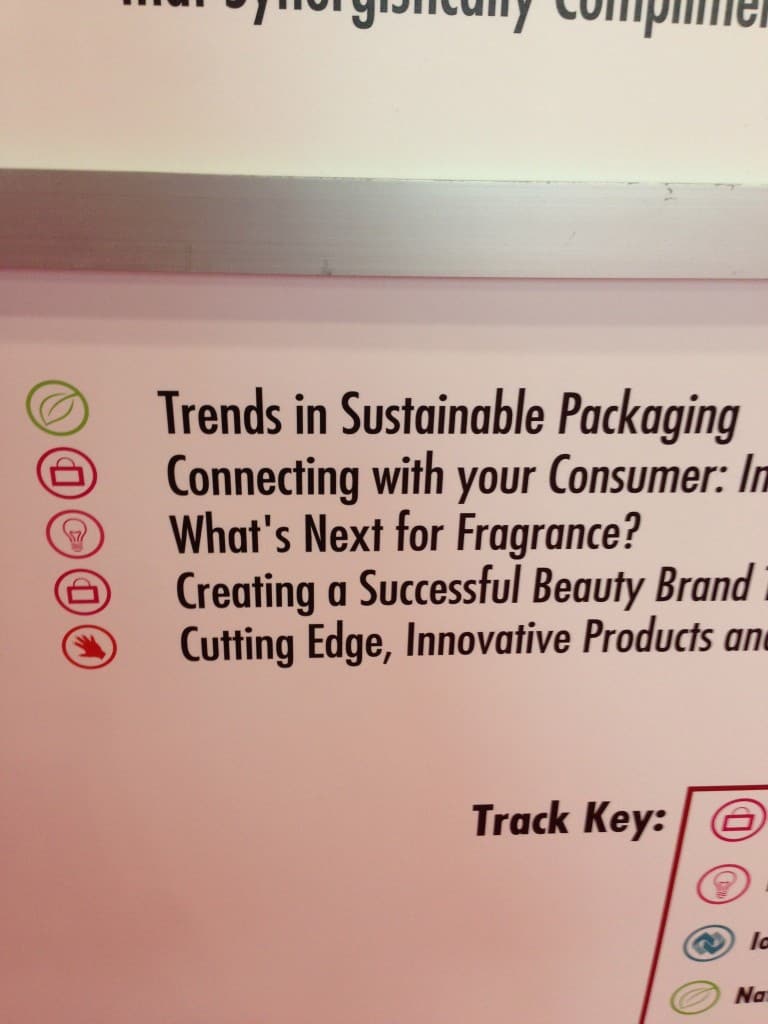 Synergistically
Trends in Sustainable Packaging
Connecting with your Consumer:
What's Next for Fragrance?
Creating a Successful Beauty Brand
Cutting Edge, Innovative Products
Track Key: